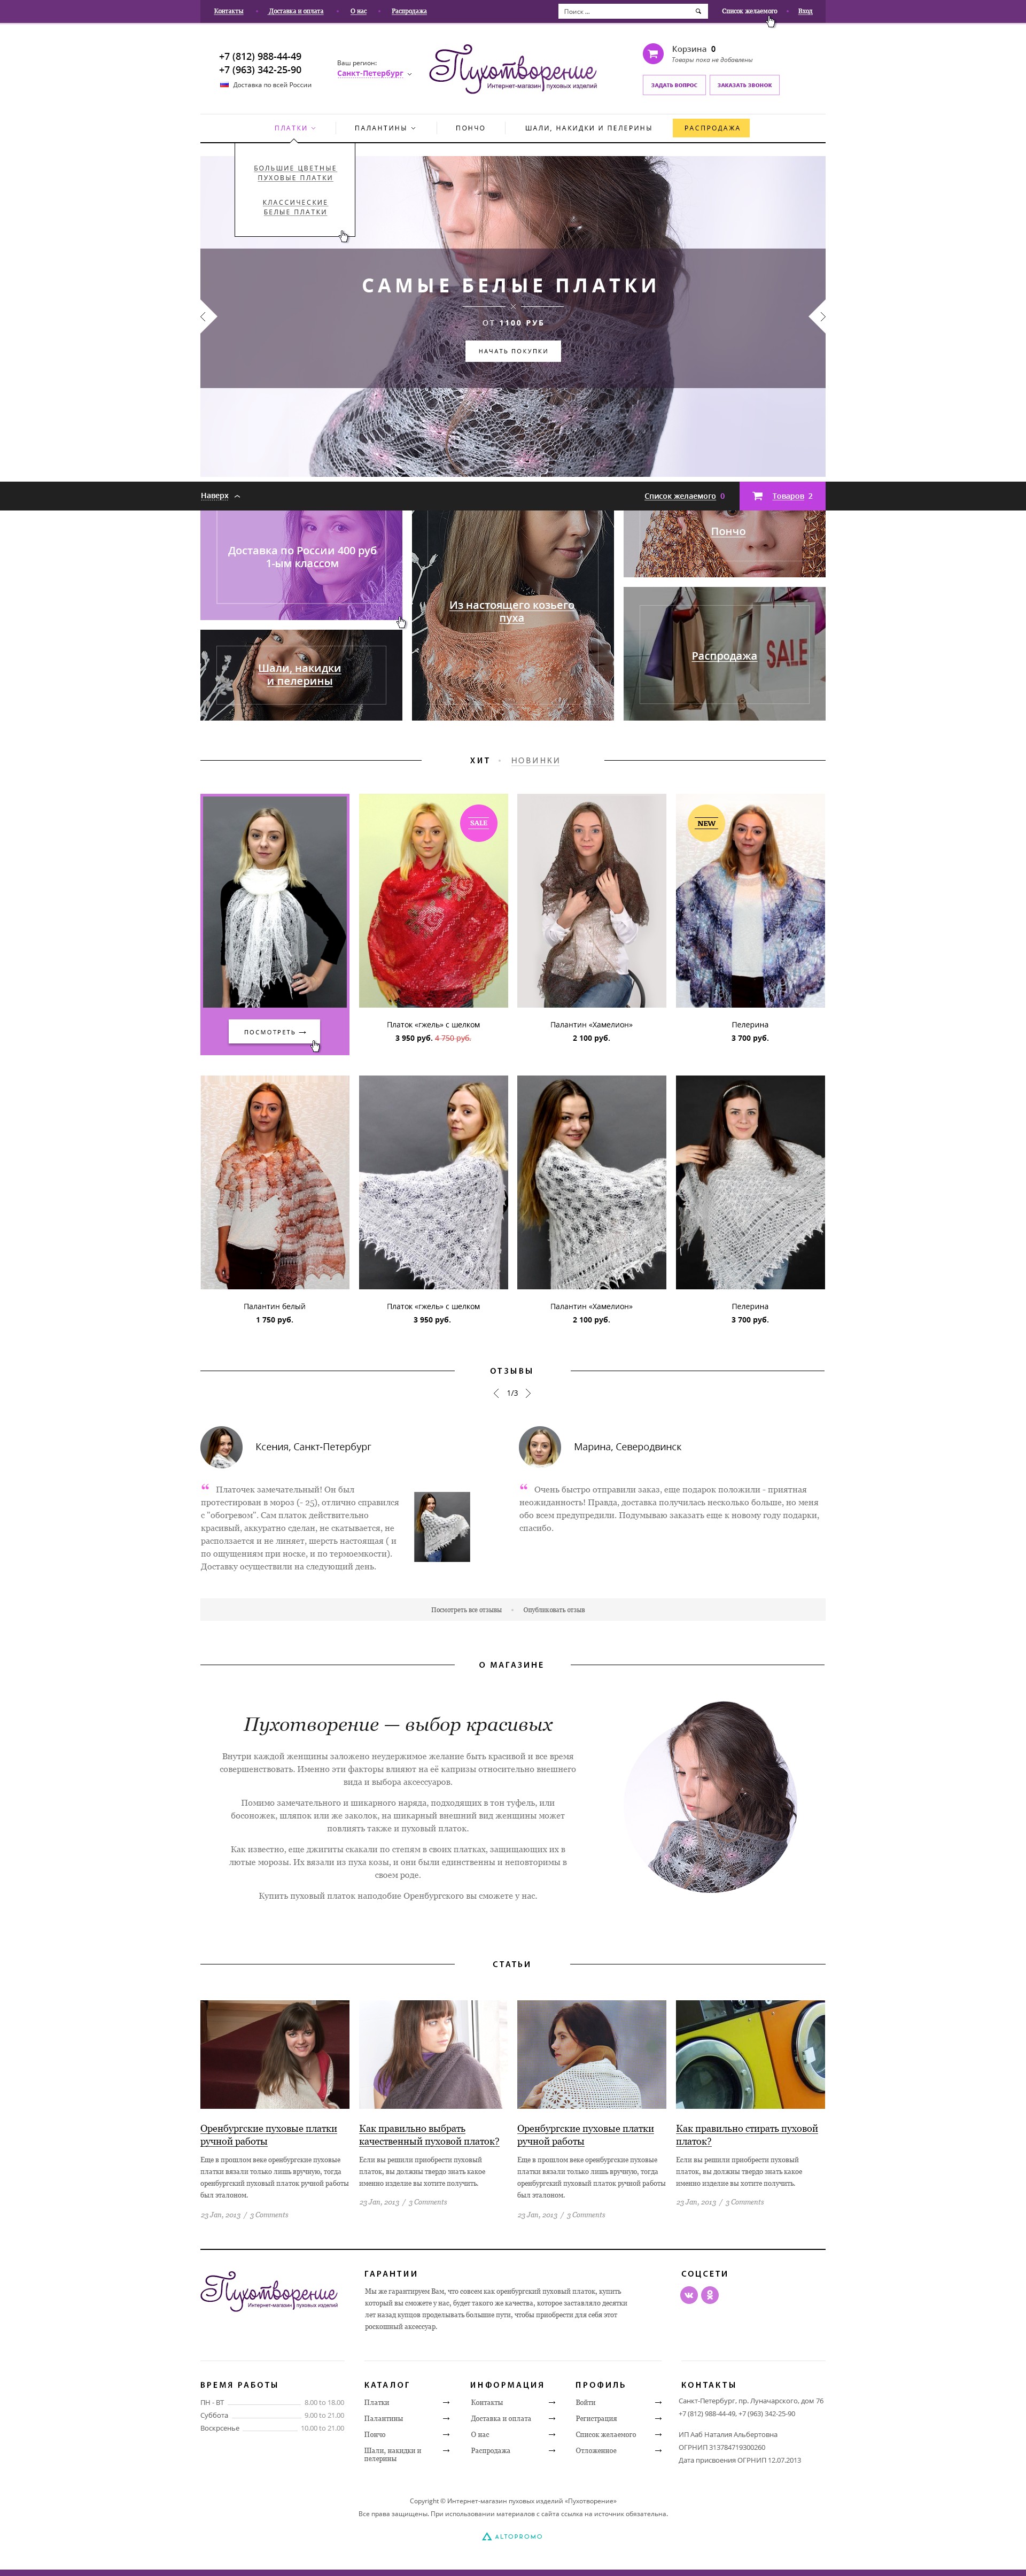 Контакты • Доставка и оплата • О нас • Распродажа
Поиск ...
Список желаемого • Вход
+7 (812) 988-44-49
+7 (963) 342-25-90
Доставка по всей России
Ваш регион:
Санкт-Петербург
Пухотворение
Интернет-магазин пуховых изделий
Корзина 0
Товары пока не добавлены
ЗАДАТЬ ВОПРОС
ЗАКАЗАТЬ ЗВОНОК
ПЛАТКИ
ПАЛАНТИНЫ
ПОНЧО
ШАЛИ, НАКИДКИ И ПЕЛЕРИНЫ
РАСПРОДАЖА
БОЛЬШИЕ ЦВЕТНЫЕ
ПУХОВЫЕ ПЛАТКИ
КЛАССИЧЕСКИЕ
БЕЛЫЕ ПЛАТКИ
САМЫЕ БЕЛЫЕ ПЛАТКИ
ОТ 1100 РУБ
НАЧАТЬ ПОКУПКИ
Наверх
Список желаемого 0
Товаров 2
Доставка по России 400 руб
1-ым классом
Шали, накидки
и пелерины
Из настоящего козьего
пуха
Пончо
Распродажа
SALE
ХИТ • НОВИНКИ
SALE
NEW
ПОСМОТРЕТЬ →
Платок «гжель» с шелком
3 950 руб. 4 750 руб.
Палантин «Хамелион»
2 100 руб.
Пелерина
3 700 руб.
Палантин белый
1 750 руб.
Платок «гжель» с шелком
3 950 руб.
Палантин «Хамелион»
2 100 руб.
Пелерина
3 700 руб.
ОТЗЫВЫ
1/3
Ксения, Санкт-Петербург
“ Платочек замечательный! Он был
протестирован в мороз (- 25), отлично справился
с "обогревом". Сам платок действительно
красивый, аккуратно сделан, не скатывается, не
расползается и не линяет, шерсть настоящая ( и
по ощущениям при носке, и по термоемкости).
Доставку осуществили на следующий день.
Марина, Северодвинск
“ Очень быстро отправили заказ, еще подарок положили - приятная
неожиданность! Правда, доставка получилась несколько больше, но меня
обо всем предупредили. Подумываю заказать еще к новому году подарки,
спасибо.
Посмотреть все отзывы • Опубликовать отзыв
О МАГАЗИНЕ
Пухотворение — выбор красивых
Внутри каждой женщины заложено неудержимое желание быть красивой и все время
совершенствовать. Именно эти факторы влияют на её капризы относительно внешнего
вида и выбора аксессуаров.
Помимо замечательного и шикарного наряда, подходящих в тон туфель, или
босоножек, шляпок или же заколок, на шикарный внешний вид женщины может
повлиять также и пуховый платок.
Как известно, еще джигиты скакали по степям в своих платках, защищающих их в
лютые морозы. Их вязали из пуха козы, и они были единственны и неповторимы в
своем роде.
Купить пуховый платок наподобие Оренбургского вы сможете у нас.
СТАТЬИ
Оренбургские пуховые платки
ручной работы
Еще в прошлом веке оренбургские пуховые
платки вязали только лишь вручную, тогда
оренбургский пуховый платок ручной работы
был эталоном.
23 Jan, 2013 / 3 Comments
Как правильно выбрать
качественный пуховой платок?
Если вы решили приобрести пуховый
платок, вы должны твердо знать какое
именно изделие вы хотите получить.
23 Jan, 2013 / 3 Comments
Оренбургские пуховые платки
ручной работы
Еще в прошлом веке оренбургские пуховые
платки вязали только лишь вручную, тогда
оренбургский пуховый платок ручной работы
был эталоном.
23 Jan, 2013 / 3 Comments
Как правильно стирать пуховой
платок?
Если вы решили приобрести пуховый
платок, вы должны твердо знать какое
именно изделие вы хотите получить.
23 Jan, 2013 / 3 Comments
Пухотворение
Интернет-магазин пуховых изделий
ГАРАНТИИ
Мы же гарантируем Вам, что совсем как оренбургский пуховый платок, купить
который вы сможете у нас, будет такого же качества, которое заставляло десятки
лет назад купцов проделывать большие пути, чтобы приобрести для себя этот
роскошный аксессуар.
СОЦСЕТИ
ВРЕМЯ РАБОТЫ
ПН - ВТ 8.00 to 18.00
Суббота 9.00 to 21.00
Воскрсенье 10.00 to 21.00
КАТАЛОГ
Платки →
Палантины →
Пончо →
Шали, накидки и →
пелерины
ИНФОРМАЦИЯ
Контакты →
Доставка и оплата →
О нас →
Распродажа →
ПРОФИЛЬ
Войти →
Регистрация →
Список желаемого →
Отложенное →
КОНТАКТЫ
Санкт-Петербург, пр. Луначарского, дом 76
+7 (812) 988-44-49, +7 (963) 342-25-90
ИП Ааб Наталия Альбертовна
ОГРНИП 313784719300260
Дата присвоения ОГРНИП 12.07.2013
Copyright © Интернет-магазин пуховых изделий «Пухотворение»
Все права защищены. При использовании материалов с сайта ссылка на источник обязательна.
ALTOPROMO